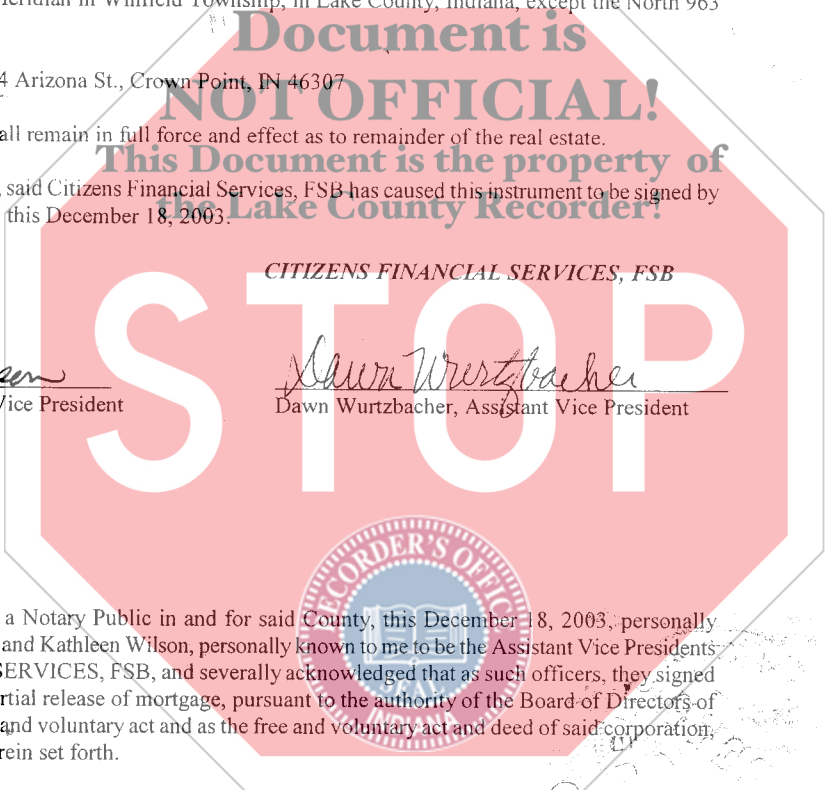 Meridian in Winfield Township, in Lake County, Indiana, except the North 963
Document is
4 Arizona St., Crown Point, IN 46307
NOT OFFICIAL!
all remain in full force and effect as to remainder of the real estate.
This Document is the property of
, said Citizens Financial Services, FSB has caused this instrument to be signed by
the Lake County Recorder!
this December 18, 2003.
CITIZENS FINANCIAL SERVICES, FSB
STOP
Dawn Wurtzbacher
Vice President
Dawn Wurtzbacher, Assistant Vice President
RECORDER'S OFFICE
a Notary Public in and for said County, this December 18, 2003, personally
and Kathleen Wilson, personally known to me to be the Assistant Vice Presidents
SERVICES, FSB, and severally acknowledged that as such officers, they signed
rtial release of mortgage, pursuant to the authority of the Board of Directors of
and voluntary act and as the free and voluntary act and deed of said corporation,
rein set forth.
SEAL
INDIANA